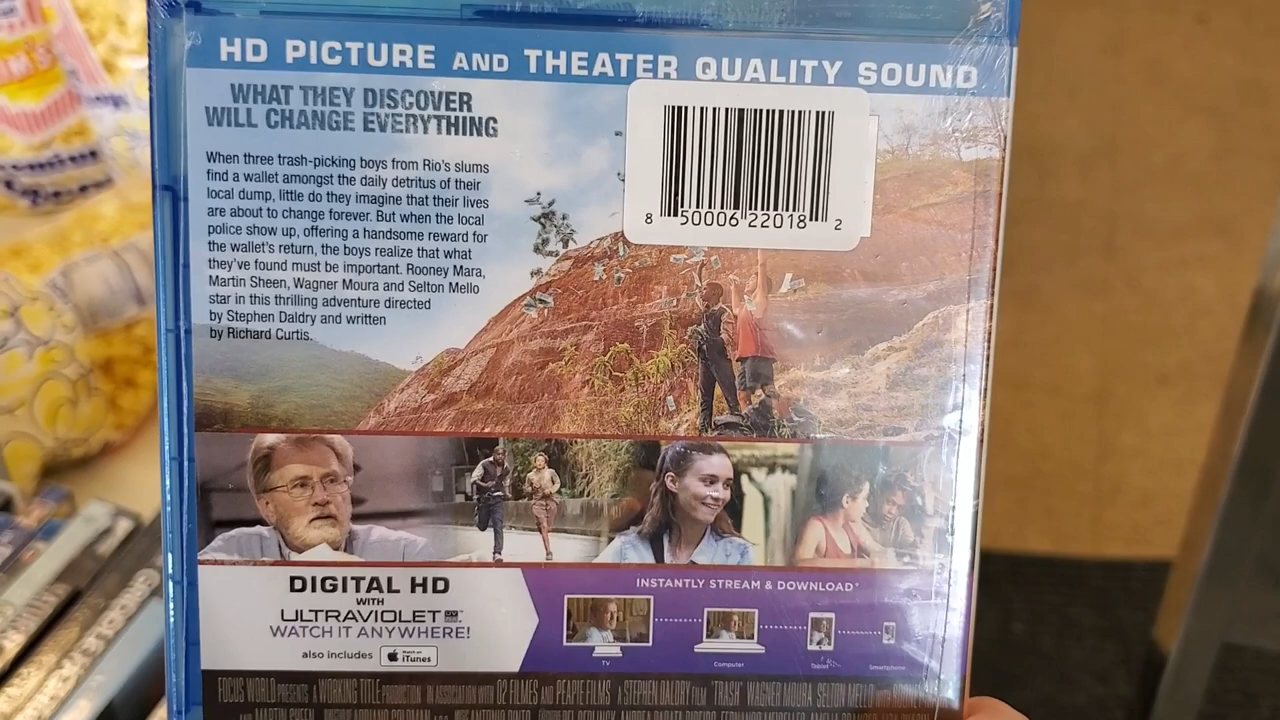 HD PICTURE AND THEATER QUALITY SOUND
WHAT THEY DISCOVER
WILL CHANGE EVERYTHING
When three trash-picking boys from Rio's slums
find a wallet amongst the daily detritus of their
local dump, little do they imagine that their lives
are about to change forever. But when the local
police show up, offering a handsome reward for
the wallet's return, the boys realize that what
they've found must be important. Rooney Mara,
Martin Sheen, Wagner Moura and Selton Mello
star in this thrilling adventure directed
by Stephen Daldry and written
by Richard Curtis.
8 50006 22018 2
DIGITAL HD
WITH
ULTRAVIOLET UV
WATCH IT ANYWHERE!
also includes Watch on iTunes
INSTANTLY STREAM & DOWNLOAD*
TV
Computer
Tablet
Smartphone
FOCUS WORLD PRESENTS A WORKING TITLE PRODUCTION IN ASSOCIATION WITH O2 FILMES AND PEAPIE FILMS A STEPHEN DALDRY FILM "TRASH" WAGNER MOURA SELTON MELLO WITH
AND MARTIN SHEEN